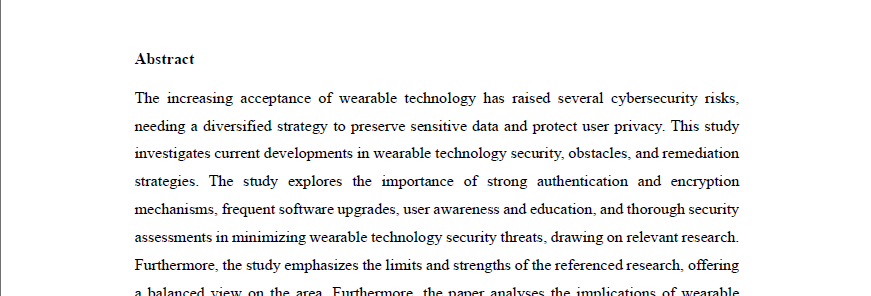 Abstract
The increasing acceptance of wearable technology has raised several cybersecurity risks,
needing a diversified strategy to preserve sensitive data and protect user privacy. This study
investigates current developments in wearable technology security, obstacles, and remediation
strategies. The study explores the importance of strong authentication and encryption
mechanisms, frequent software upgrades, user awareness and education, and thorough security
assessments in minimizing wearable technology security threats, drawing on relevant research.
Furthermore, the study emphasizes the limits and strengths of the referenced research, offering
a balanced view on the area. Furthermore, the paper analyses the implications of wearable